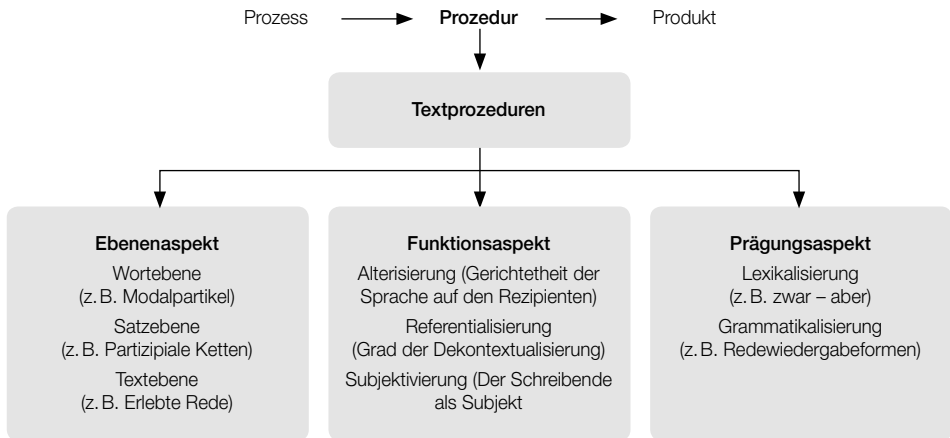 Prozess Prozedur Produkt
Textprozeduren
Ebenenaspekt
Wortebene
(z. B. Modalpartikel)
Satzebene
(z. B. Partizipiale Ketten)
Textebene
(z. B. Erlebte Rede)
Funktionsaspekt
Alterisierung (Gerichtetheit der
Sprache auf den Rezipienten)
Referentialisierung
(Grad der Dekontextualisierung)
Subjektivierung (Der Schreibende
als Subjekt
Prägungsaspekt
Lexikalisierung
(z. B. zwar – aber)
Grammatikalisierung
(z. B. Redewiedergabeformen)